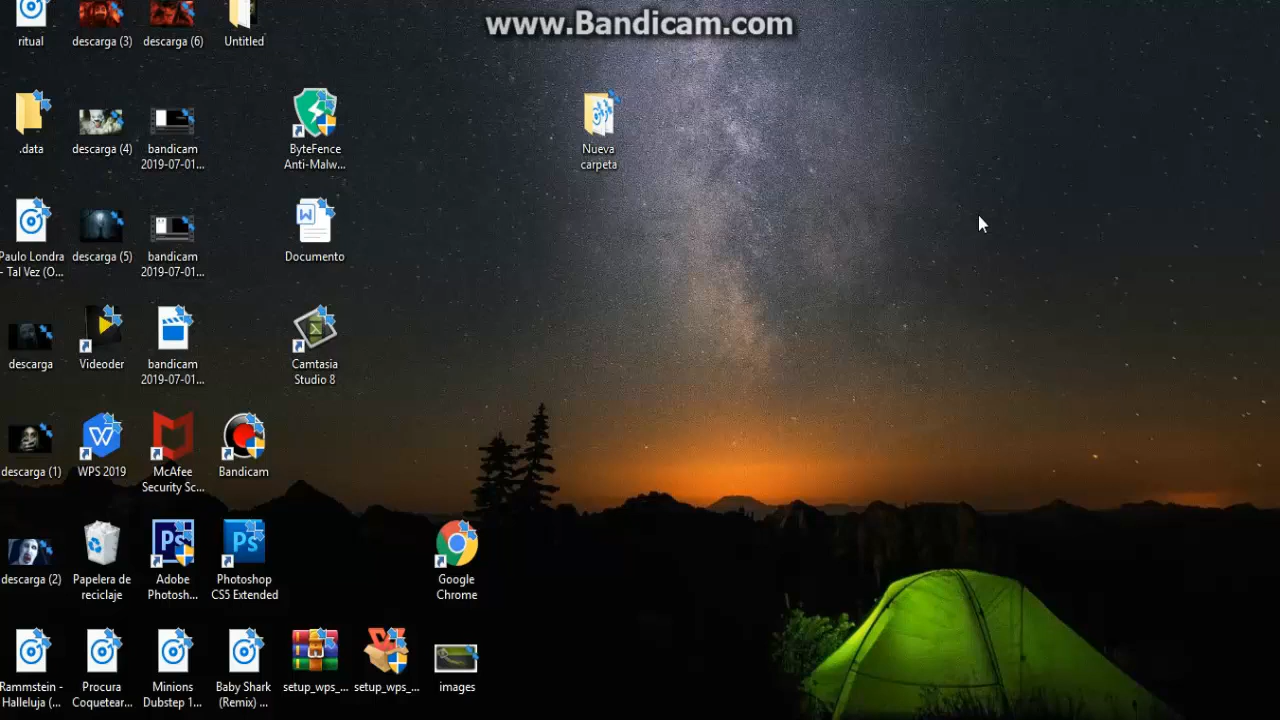 www.Bandicam.com
ritual
descarga (3)
descarga (6)
Untitled
.data
descarga (4)
bandicam
2019-07-01...
ByteFence
Anti-Malw...
Nueva
carpeta
Paulo Londra
- Tal Vez (O...
descarga (5)
bandicam
2019-07-01...
Documento
descarga
Videoder
bandicam
2019-07-01...
Camtasia
Studio 8
descarga (1)
WPS 2019
McAfee
Security Sc...
Bandicam
descarga (2)
Papelera de
reciclaje
Adobe
Photosh...
Photoshop
CS5 Extended
Google
Chrome
Rammstein -
Halleluja (...
Procura
Coquetear...
Minions
Dubstep 1...
Baby Shark
(Remix) ...
setup_wps_...
setup_wps_...
images